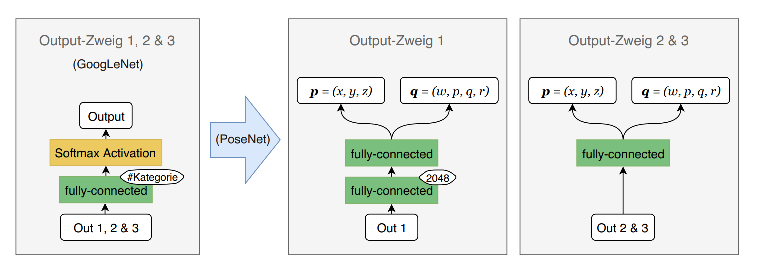 Output-Zweig 1, 2 & 3
(GoogLeNet)
Output
Softmax Activation
#Kategorie
fully-connected
Out 1, 2 & 3
(PoseNet)
Output-Zweig 1
p = (x, y, z)
q = (w, p, q, r)
fully-connected
2048
fully-connected
Out 1
Output-Zweig 2 & 3
p = (x, y, z)
q = (w, p, q, r)
fully-connected
Out 2 & 3